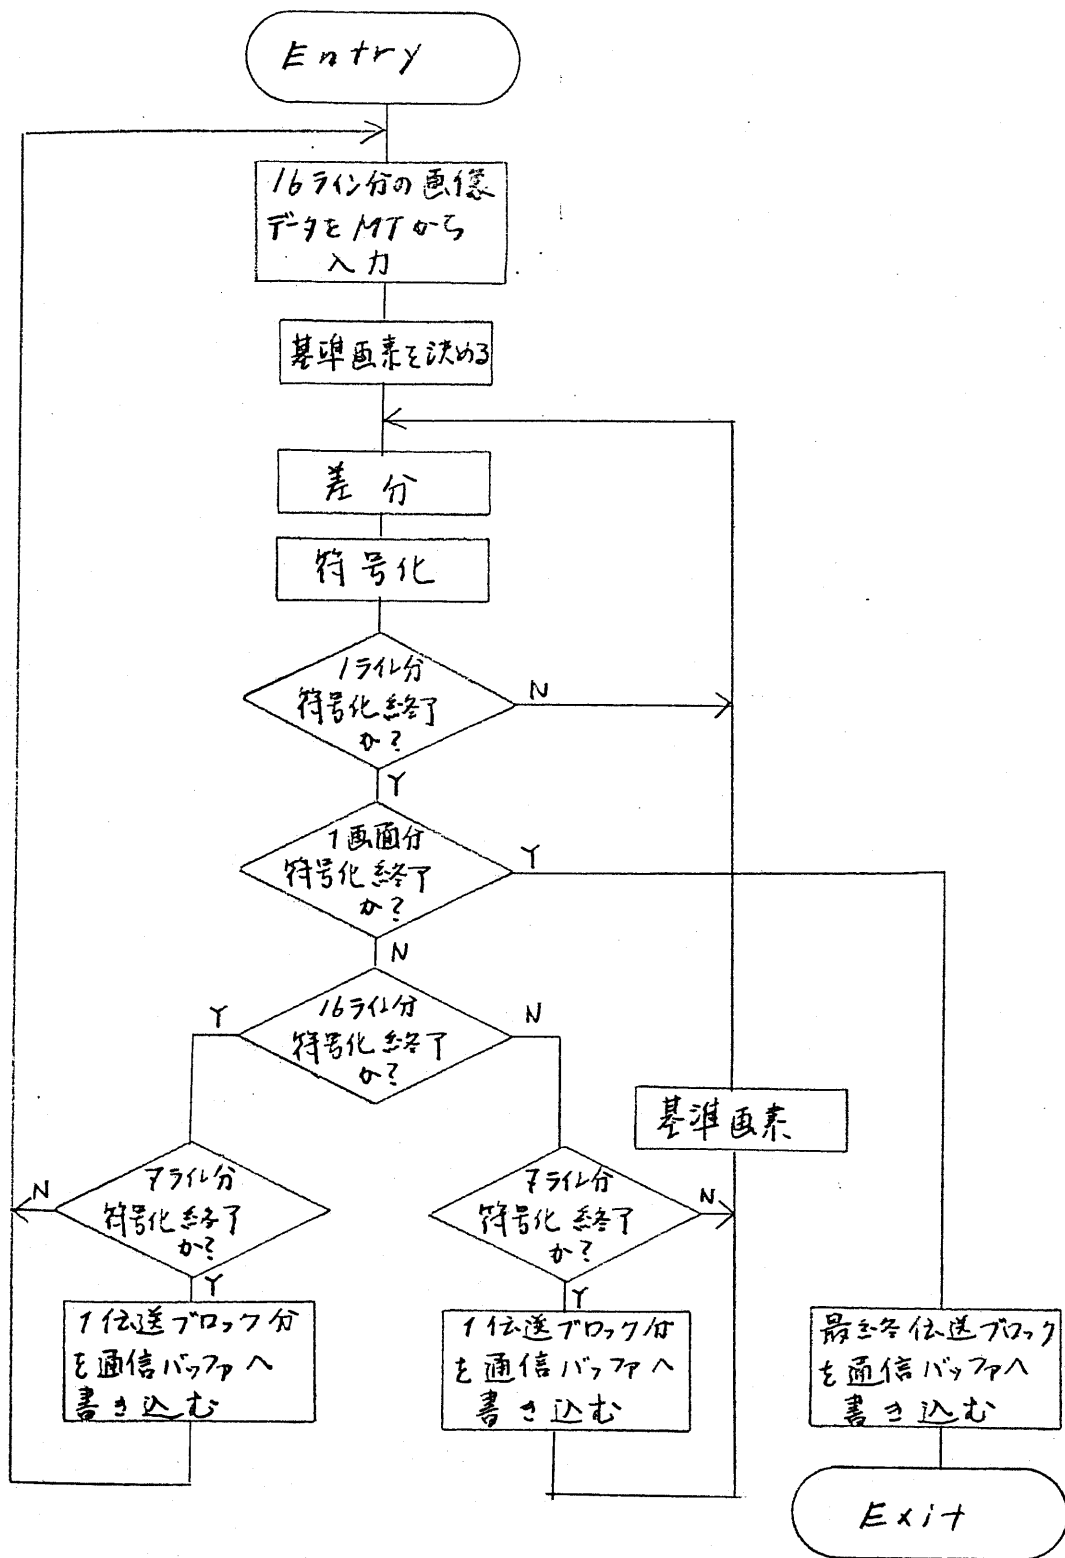 Entry
16ライン分の画像
データをMTから
入力
基準画素を決める
差分
符号化
1ライン分
符号化終了
か?
N
Y
1画面分
符号化終了
か?
Y
N
16ライン分
符号化終了
か?
Y
N
基準画素
7ライン分
符号化終了
か?
N
Y
7ライン分
符号化終了
か?
N
Y
1伝送ブロック分
を通信バッファへ
書き込む
1伝送ブロック分
を通信バッファへ
書き込む
最終伝送ブロック
を通信バッファへ
書き込む
Exit